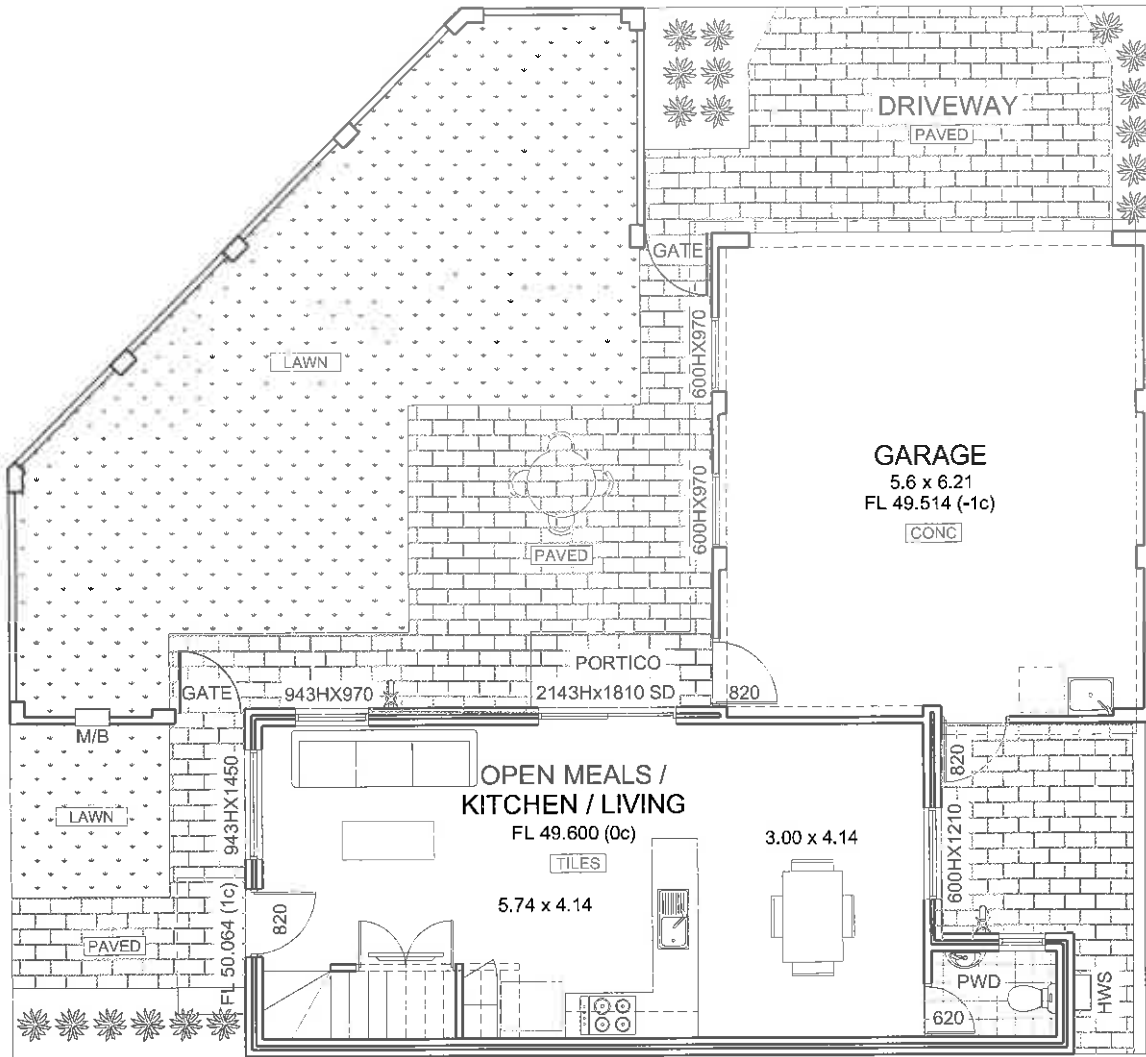 DRIVEWAY
PAVED
GATE
600HX970
LAWN
GARAGE
5.6 x 6.21
FL 49.514 (-1c)
CONC
600HX970
PAVED
PORTICO
2143Hx1810 SD
GATE
943HX970
820
M/B
943HX1450
OPEN MEALS /
KITCHEN / LIVING
FL 49.600 (0c)
TILES
820
LAWN
3.00 x 4.14
600HX1210
5.74 x 4.14
820
FL 50.064 (1c)
PAVED
PWD
HWS
620